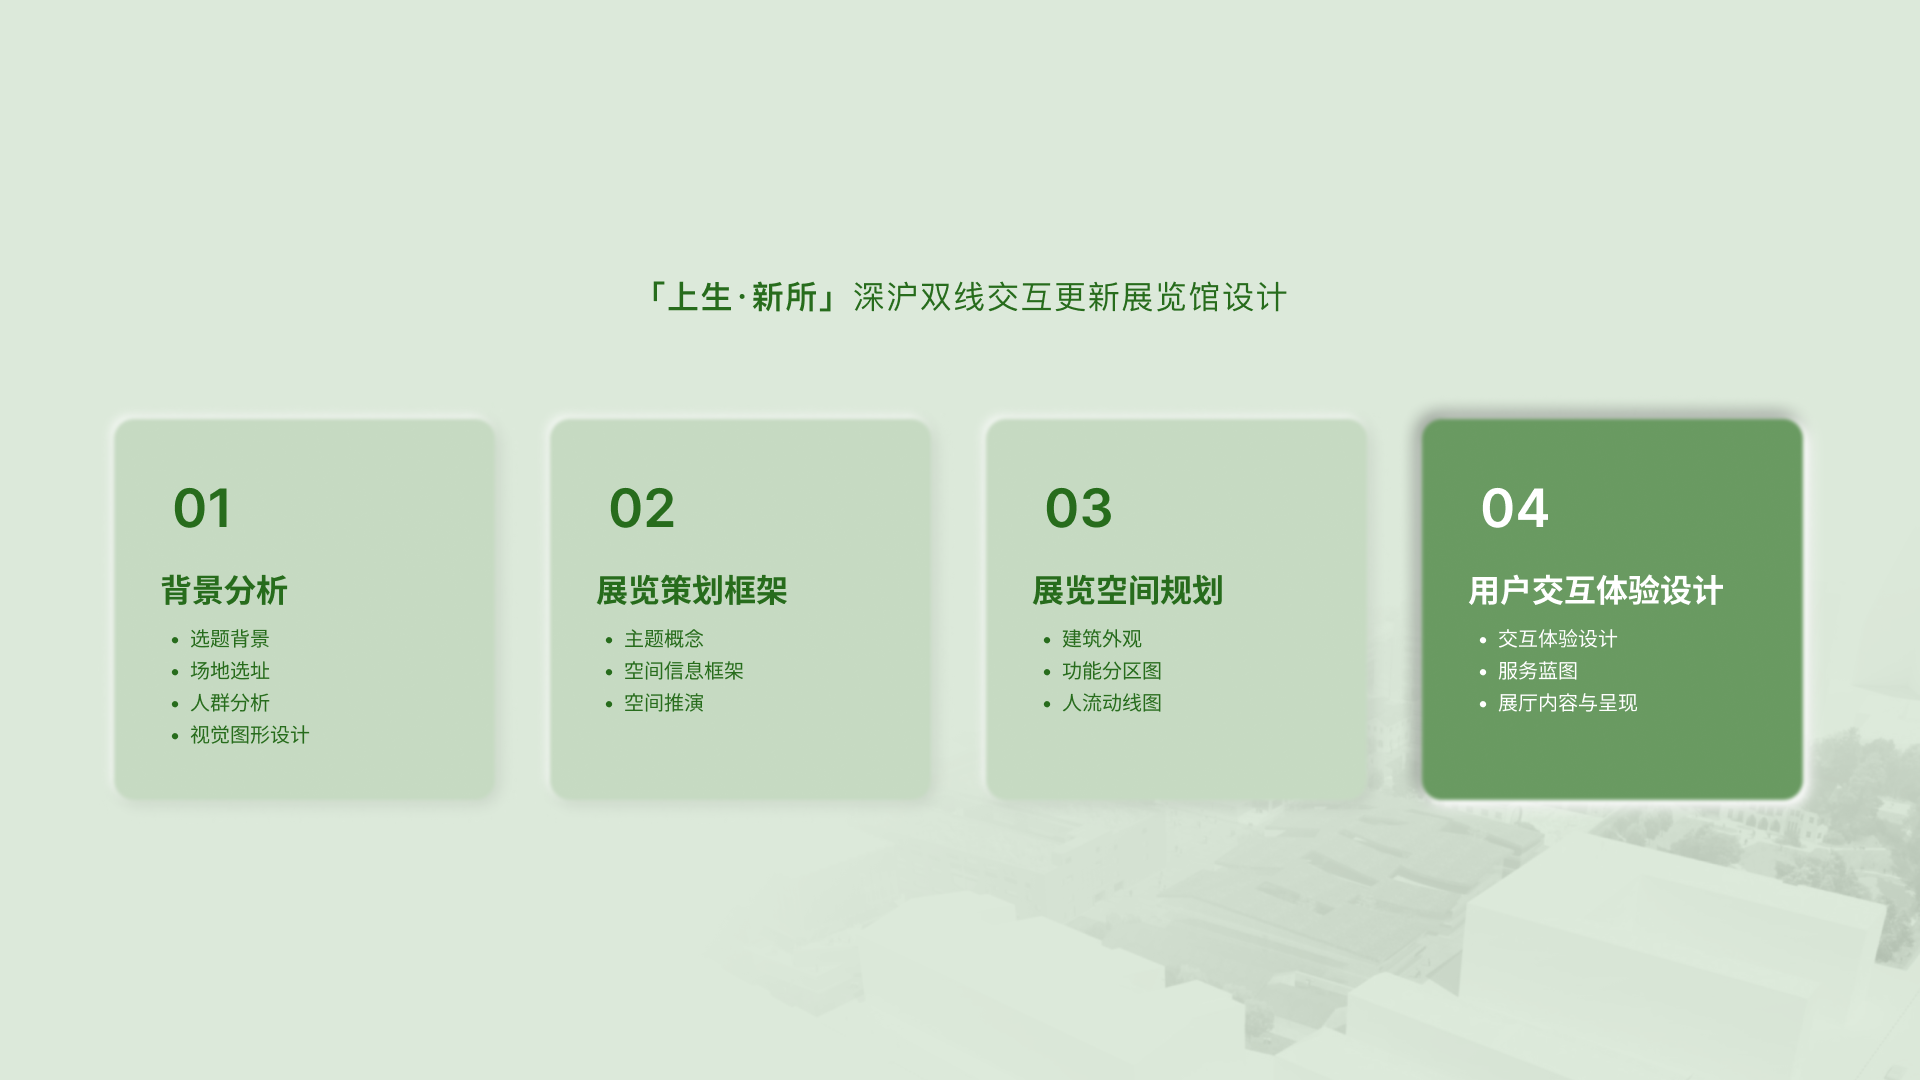 「上生·新所」深沪双线交互更新展览馆设计
01
背景分析
• 选题背景
• 场地选址
• 人群分析
• 视觉图形设计
02
展览策划框架
• 主题概念
• 空间信息框架
• 空间推演
03
展览空间规划
• 建筑外观
• 功能分区图
• 人流动线图
04
用户交互体验设计
• 交互体验设计
• 服务蓝图
• 展厅内容与呈现